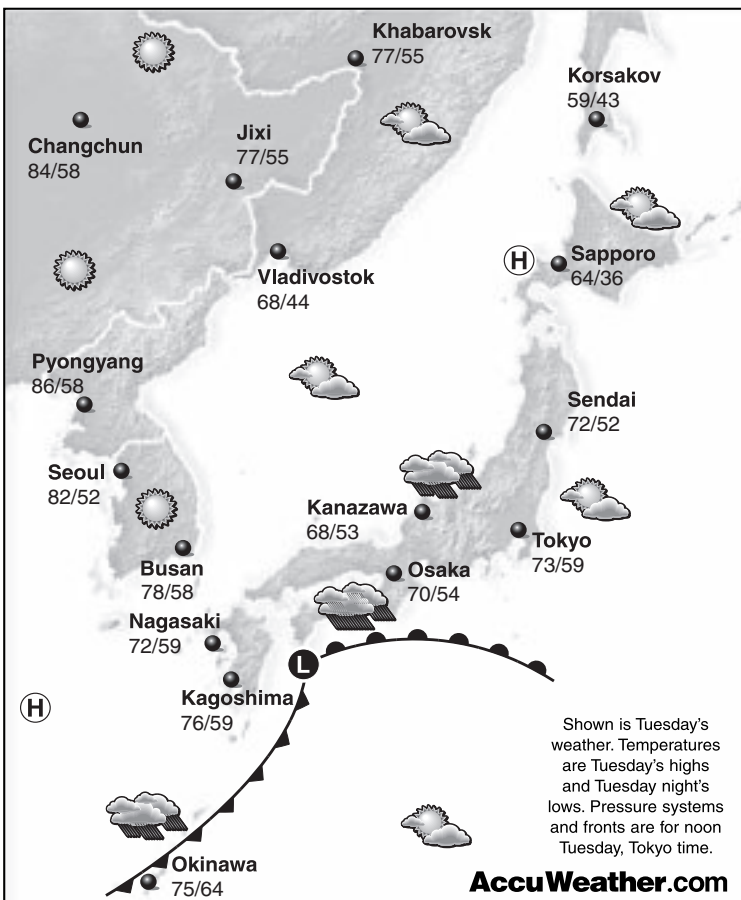 Khabarovsk
77/55
Korsakov
59/43
Changchun
84/58
Jixi
77/55
Sapporo
64/36
H
Vladivostok
68/44
Pyongyang
86/58
Sendai
72/52
Seoul
82/52
Kanazawa
68/53
Tokyo
73/59
Busan
78/58
Osaka
70/54
Nagasaki
72/59
L
Kagoshima
76/59
H
Shown is Tuesday’s
weather. Temperatures
are Tuesday’s highs
and Tuesday night’s
lows. Pressure systems
and fronts are for noon
Tuesday, Tokyo time.
Okinawa
75/64
AccuWeather.com